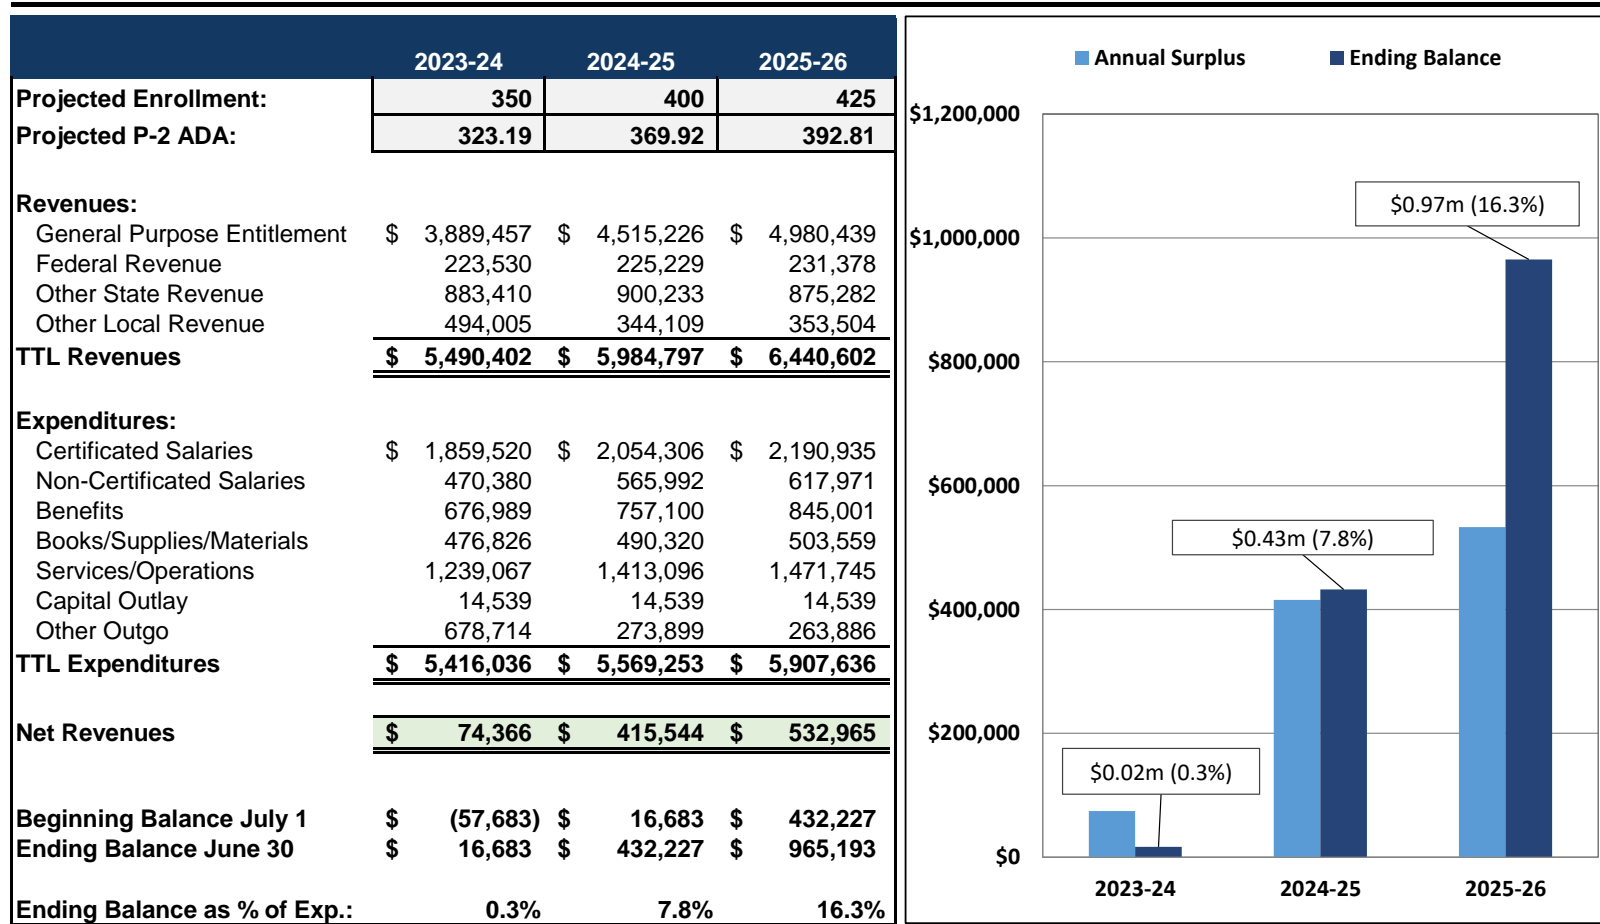 2023-24 2024-25 2025-26
Projected Enrollment: 350 400 425
Projected P-2 ADA: 323.19 369.92 392.81
Revenues:
General Purpose Entitlement $ 3,889,457 $ 4,515,226 $ 4,980,439
Federal Revenue 223,530 225,229 231,378
Other State Revenue 883,410 900,233 875,282
Other Local Revenue 494,005 344,109 353,504
TTL Revenues $ 5,490,402 $ 5,984,797 $ 6,440,602
Expenditures:
Certificated Salaries $ 1,859,520 $ 2,054,306 $ 2,190,935
Non-Certificated Salaries 470,380 565,992 617,971
Benefits 676,989 757,100 845,001
Books/Supplies/Materials 476,826 490,320 503,559
Services/Operations 1,239,067 1,413,096 1,471,745
Capital Outlay 14,539 14,539 14,539
Other Outgo 678,714 273,899 263,886
TTL Expenditures $ 5,416,036 $ 5,569,253 $ 5,907,636
Net Revenues $ 74,366 $ 415,544 $ 532,965
Beginning Balance July 1 $ (57,683) $ 16,683 $ 432,227
Ending Balance June 30 $ 16,683 $ 432,227 $ 965,193
Ending Balance as % of Exp.: 0.3% 7.8% 16.3%
Annual Surplus Ending Balance
$1,200,000
$0.97m (16.3%)
$1,000,000
$800,000
$600,000
$0.43m (7.8%)
$400,000
$200,000
$0.02m (0.3%)
$0
2023-24 2024-25 2025-26